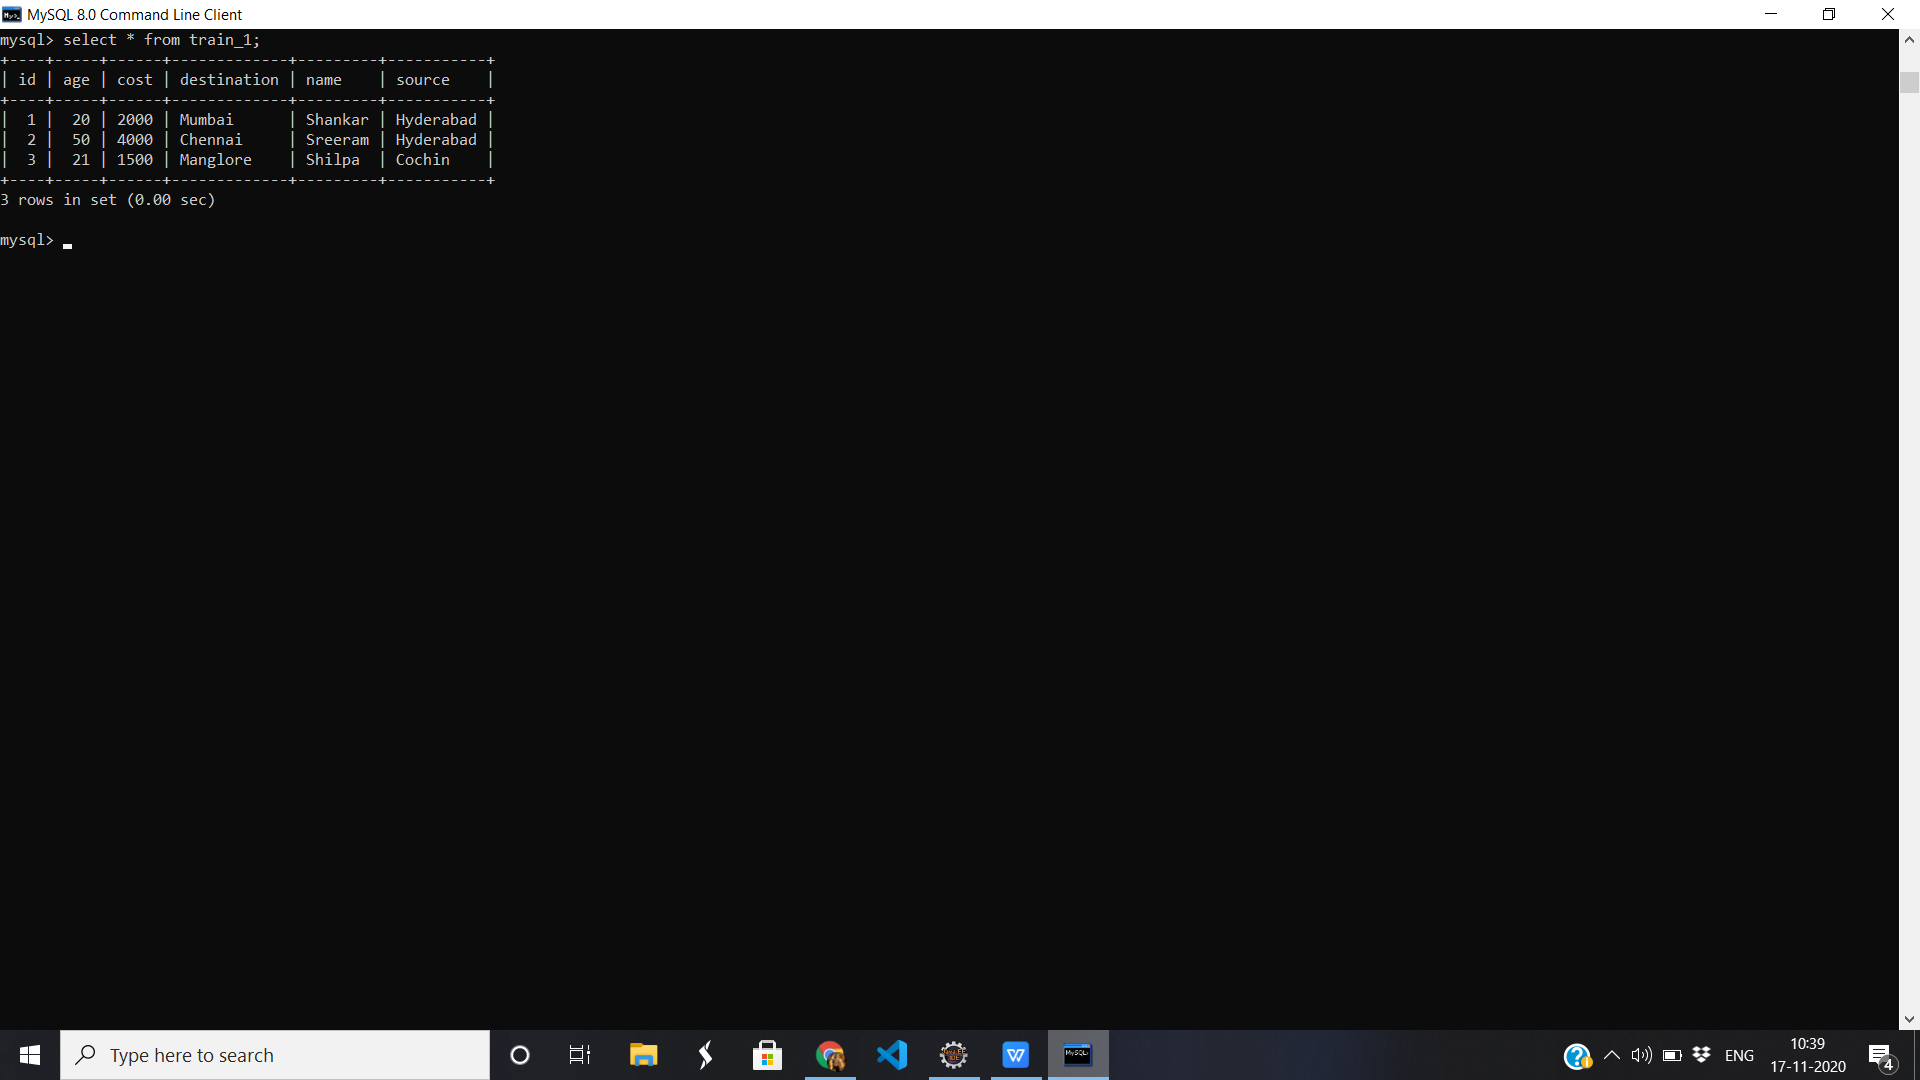 MySQL 8.0 Command Line Client
mysql> select * from train_1;
+----+-----+------+-------------+---------+-----------+
| id | age | cost | destination | name    | source    |
+----+-----+------+-------------+---------+-----------+
|  1 |  20 | 2000 | Mumbai      | Shankar | Hyderabad |
|  2 |  50 | 4000 | Chennai     | Sreeram | Hyderabad |
|  3 |  21 | 1500 | Manglore    | Shilpa  | Cochin    |
+----+-----+------+-------------+---------+-----------+
3 rows in set (0.00 sec)
mysql>
Type here to search
ENG
10:39
17-11-2020
4